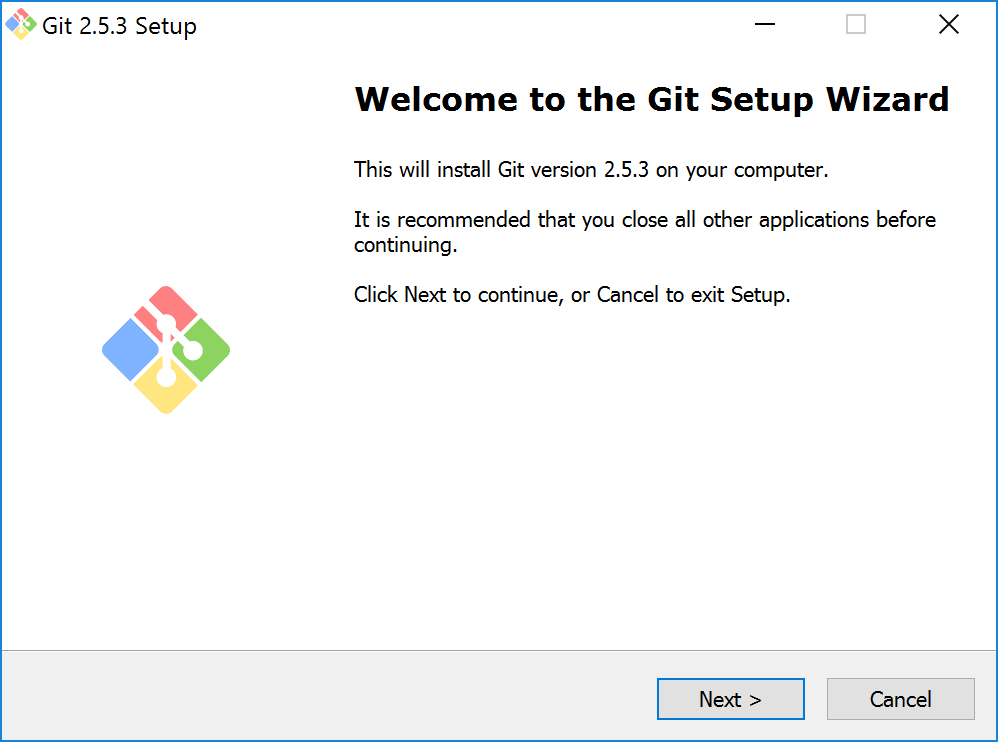 Git 2.5.3 Setup
Welcome to the Git Setup Wizard
This will install Git version 2.5.3 on your computer.
It is recommended that you close all other applications before
continuing.
Click Next to continue, or Cancel to exit Setup.
Next >
Cancel